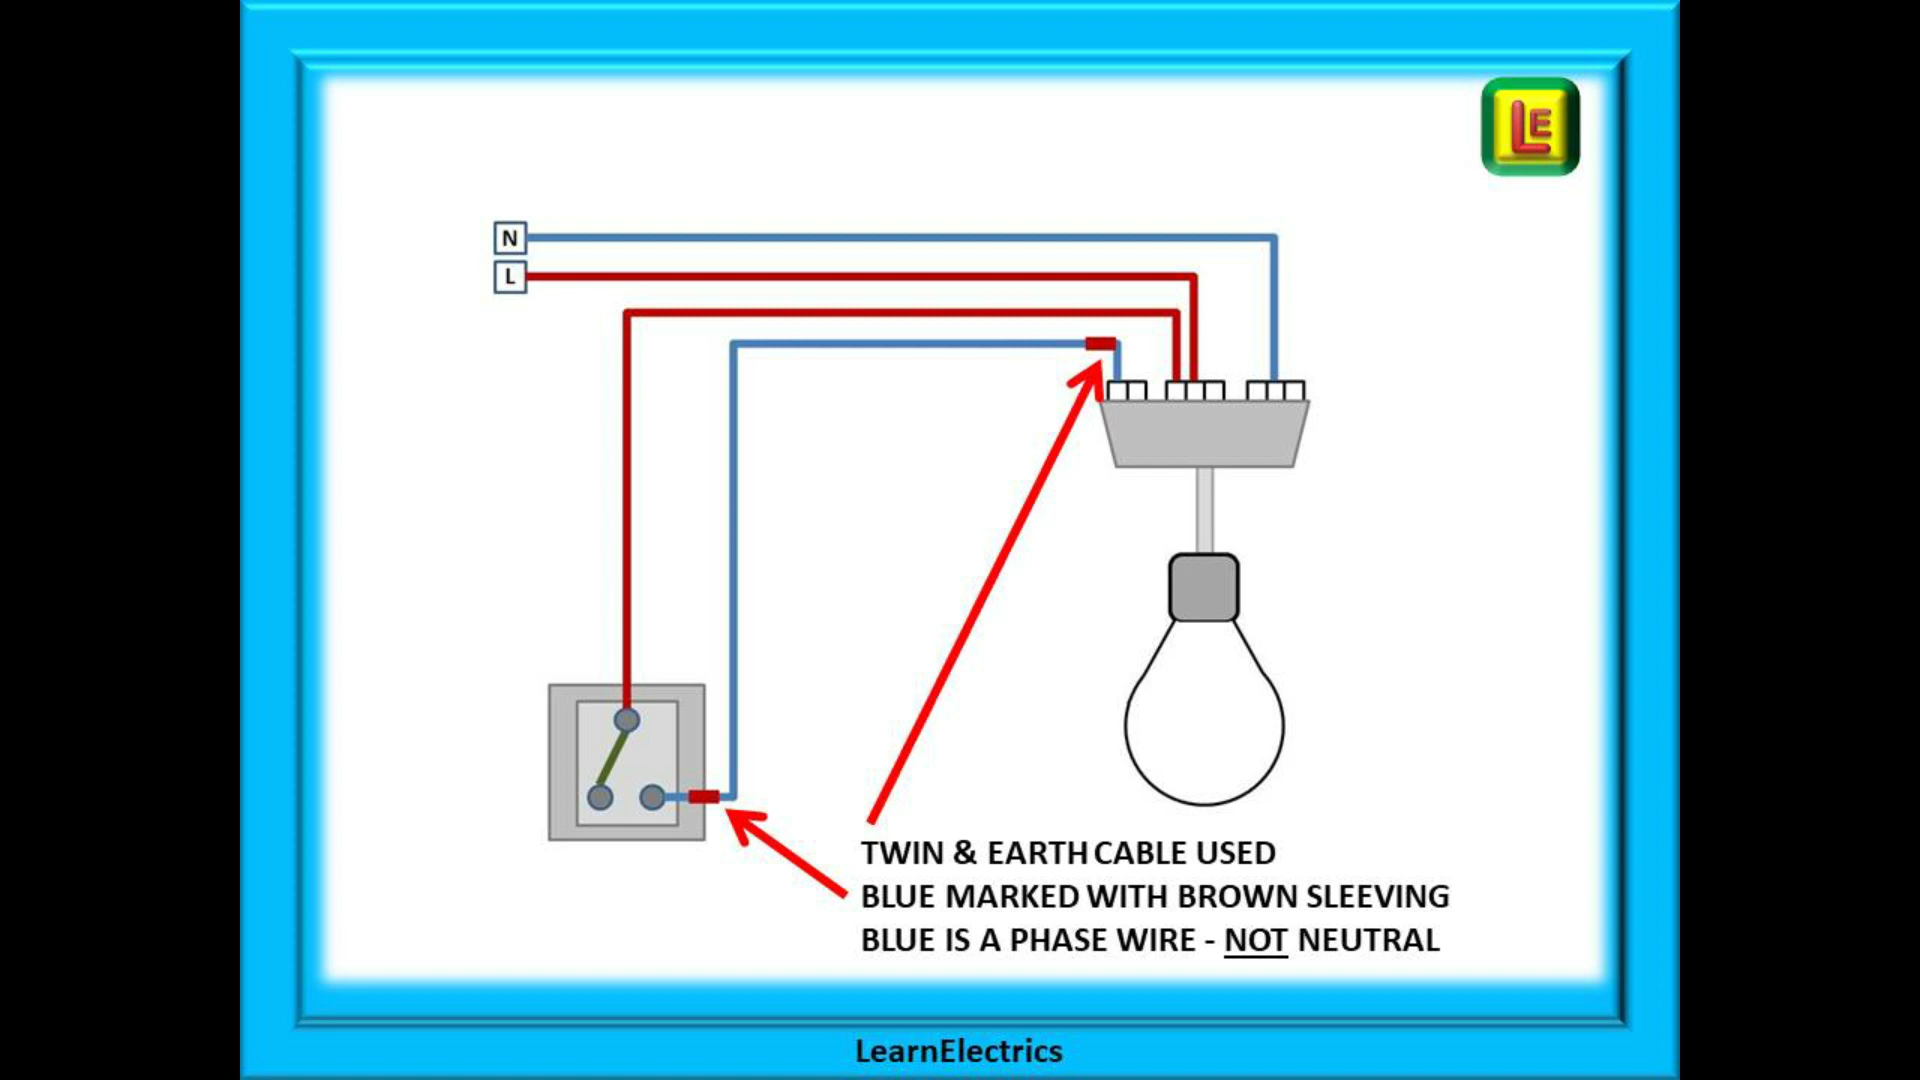 LE
N
L
TWIN & EARTH CABLE USED
BLUE MARKED WITH BROWN SLEEVING
BLUE IS A PHASE WIRE - NOT NEUTRAL
LearnElectrics